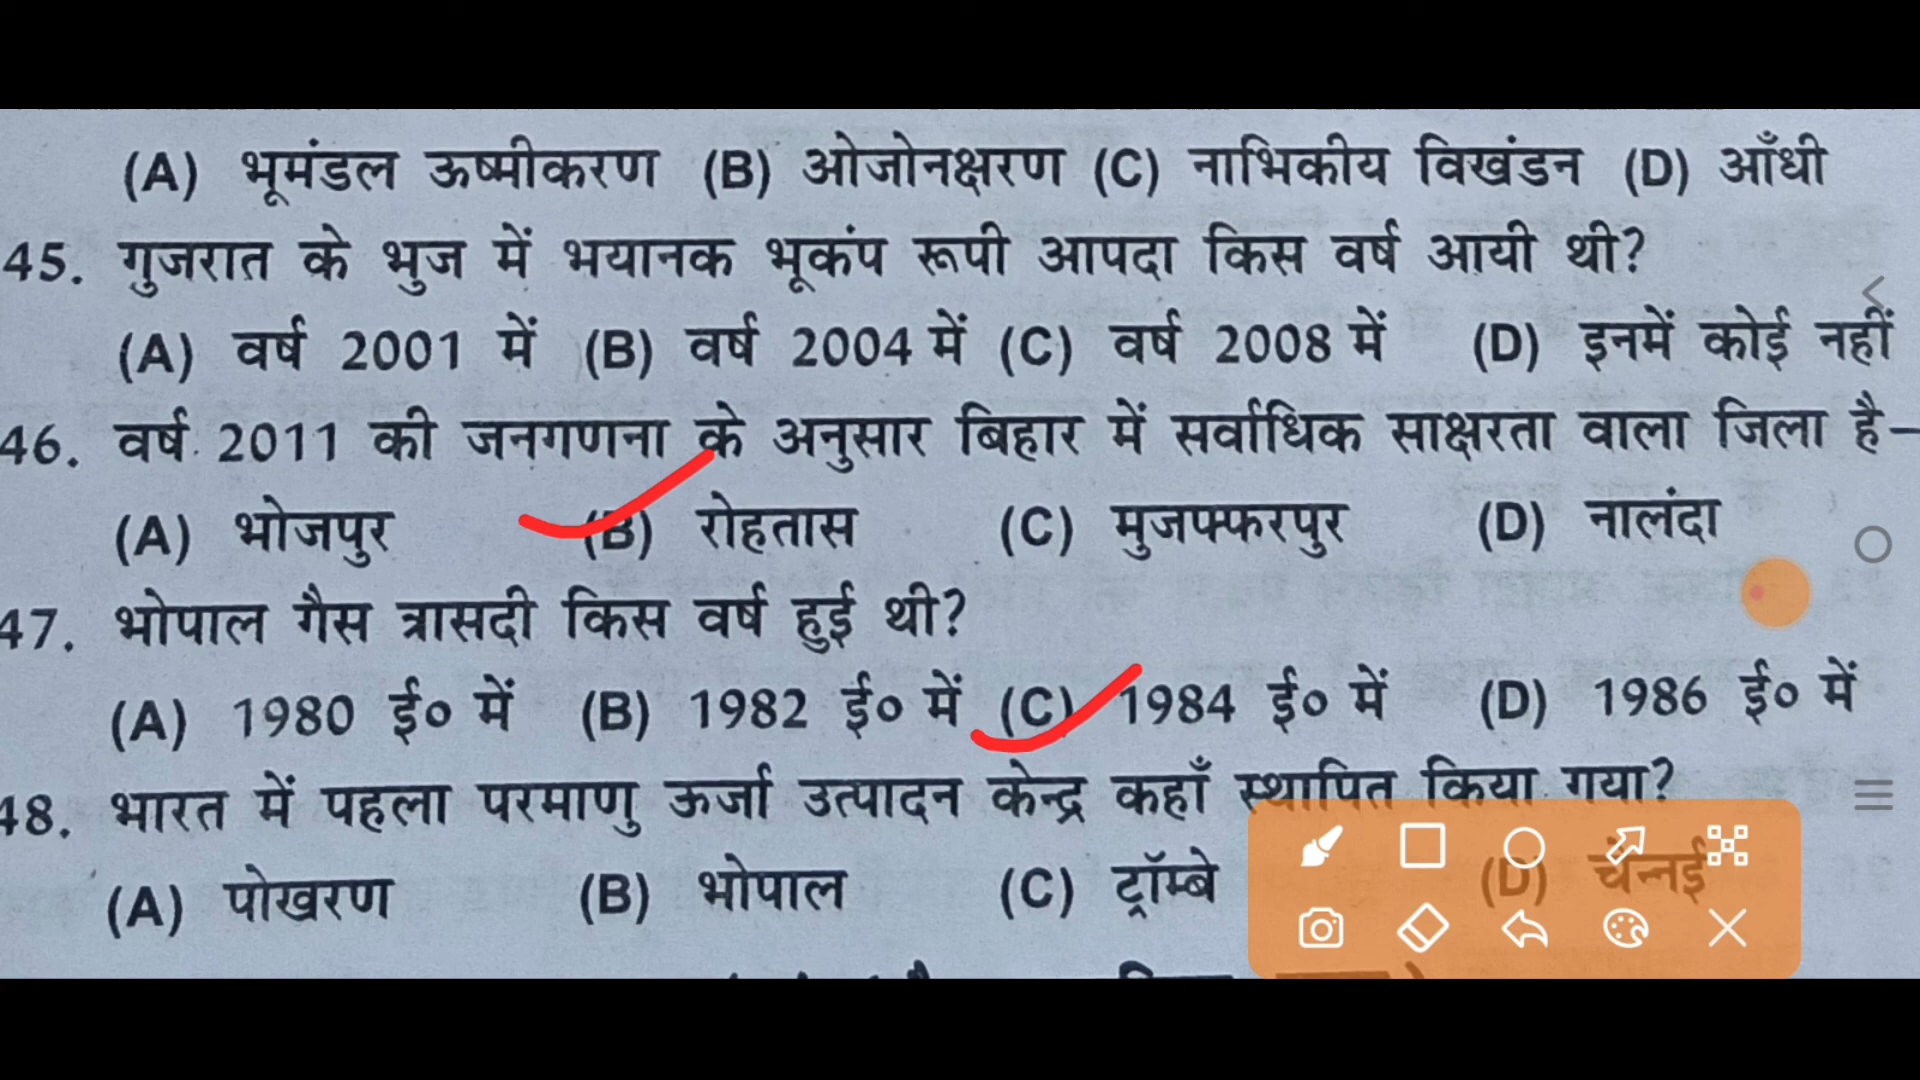 (A) भूमंडल ऊष्मीकरण (B) ओजोनक्षरण (C) नाभिकीय विखंडन (D) आँधी
45. गुजरात के भुज में भयानक भूकंप रूपी आपदा किस वर्ष आयी थी?
(A) वर्ष 2001 में (B) वर्ष 2004 में (C) वर्ष 2008 में (D) इनमें कोई नहीं
46. वर्ष 2011 की जनगणना के अनुसार बिहार में सर्वाधिक साक्षरता वाला जिला है–
(A) भोजपुर (B) रोहतास (C) मुजफ्फरपुर (D) नालंदा
47. भोपाल गैस त्रासदी किस वर्ष हुई थी?
(A) 1980 ई० में (B) 1982 ई० में (C) 1984 ई० में (D) 1986 ई० में
48. भारत में पहला परमाणु ऊर्जा उत्पादन केन्द्र कहाँ स्थापित किया गया?
(A) पोखरण (B) भोपाल (C) ट्रॉम्बे (D) चेन्नई